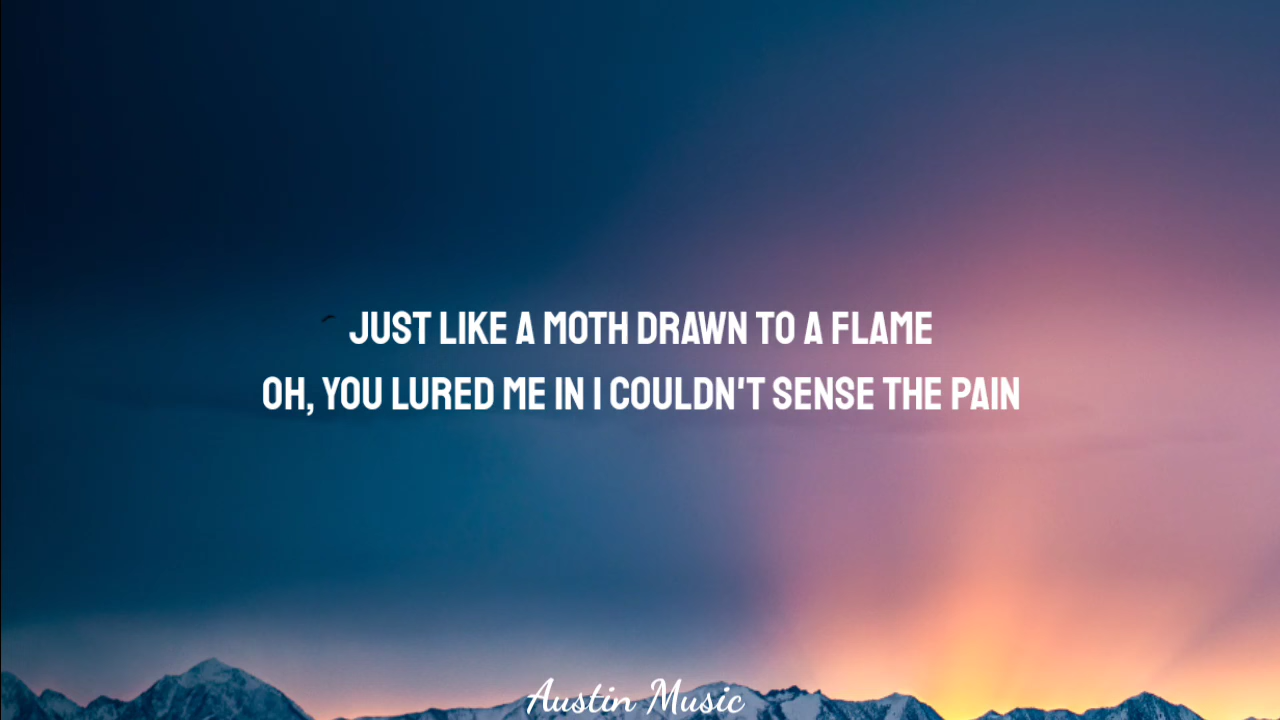 JUST LIKE A MOTH DRAWN TO A FLAME
OH, YOU LURED ME IN I COULDN'T SENSE THE PAIN
Austin Music